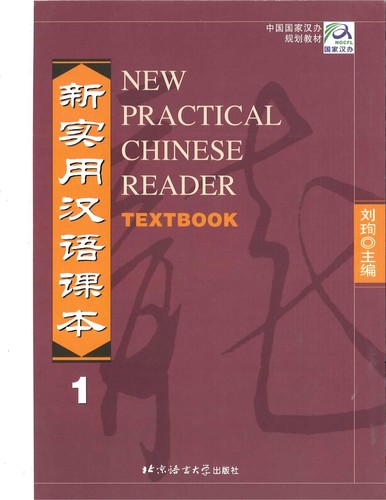 中国国家汉办
规划教材
NOCFL
国家汉办
新实用汉语课本
NEW
PRACTICAL
CHINESE
READER
TEXTBOOK
刘珣◎主编
1
北京语言大学出版社